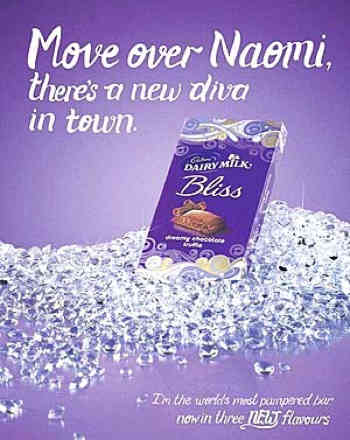 Move over Naomi,
there's a new diva
in town.
Cadbury
DAIRY MILK
Bliss
dreamy chocolate
truffle
I'm the world's most pampered bar
now in three NEW flavours